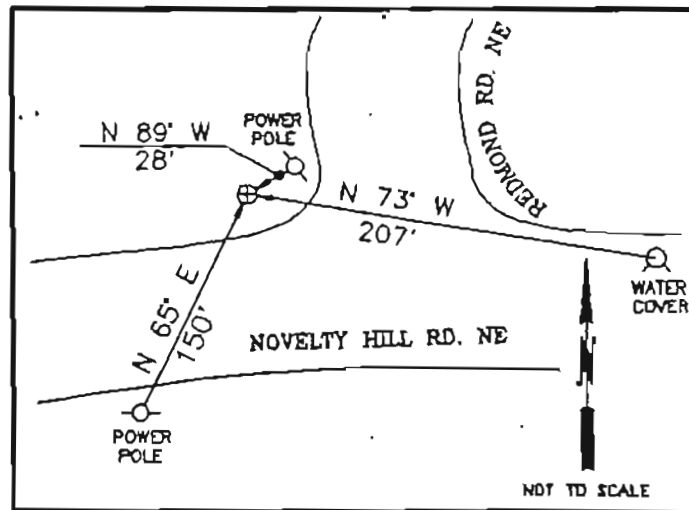 REDMOND RD. NE
POWER
POLE
N 89° W
28'
N 73° W
207'
N 65° E
150'
WATER
COVER
NOVELTY HILL RD. NE
N
POWER
POLE
NOT TO SCALE